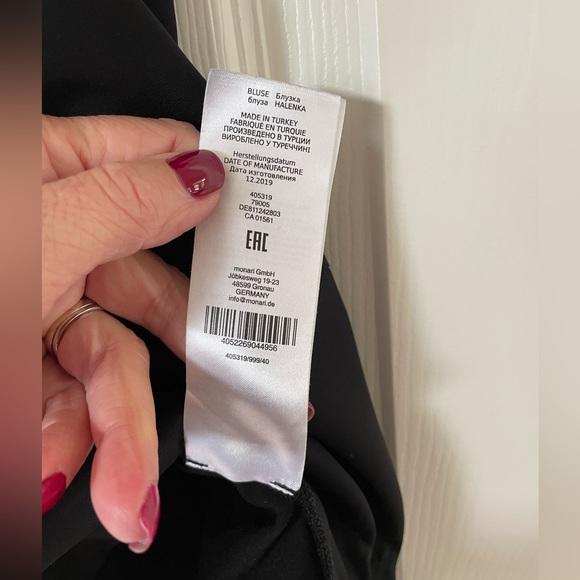 BLUSE Блузка
блуза HALENKA
MADE IN TURKEY
FABRIQUÉ EN TURQUIE
ПРОИЗВЕДЕНО В ТУРЦИИ
ВИРОБЛЕНО У ТУРЕЧЧИНІ
Herstellungsdatum
DATE OF MANUFACTURE
Дата изготовления
12.2019
405319
79005
DE811242803
CA 01561
EAC
monari GmbH
Jöbkesweg 19-23
48599 Gronau
GERMANY
info@monari.de
4052269044956
405319/999/40